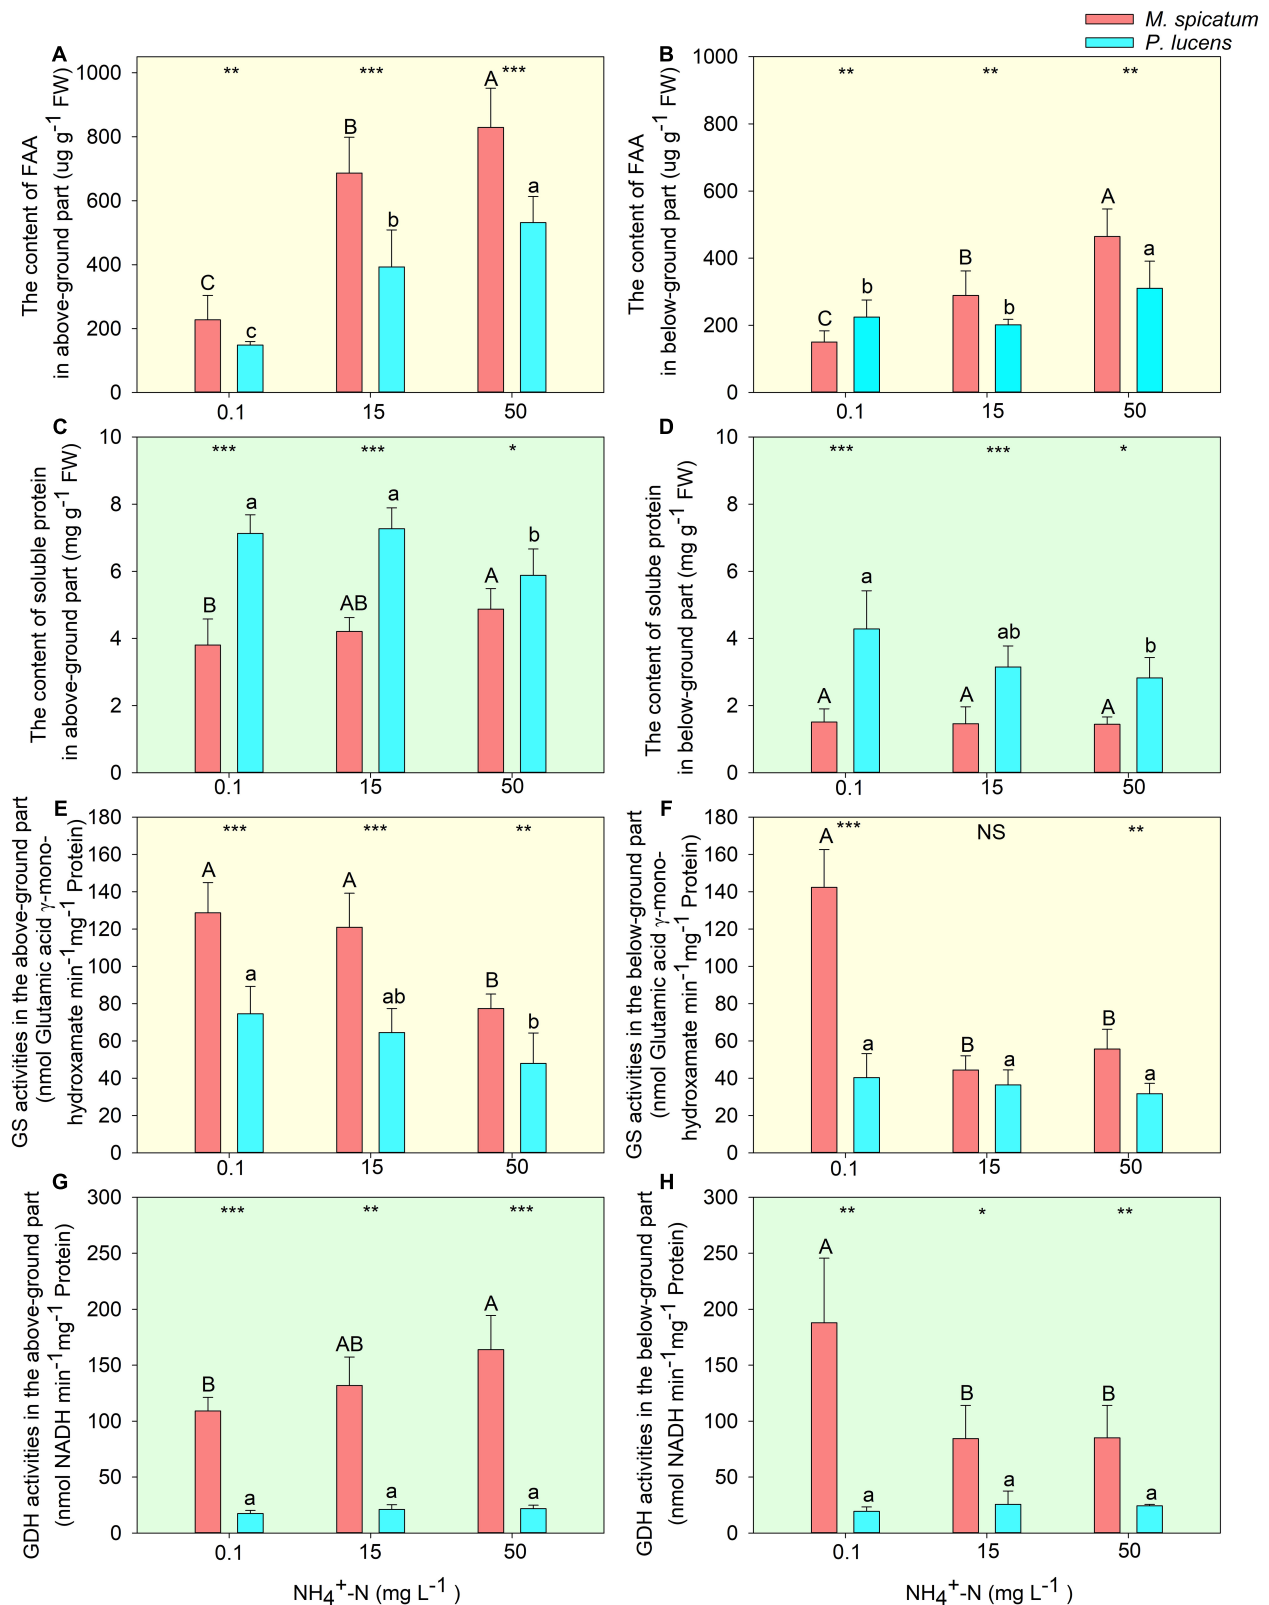 M. spicatum
P. lucens
A
The content of FAA
in above-ground part (ug g⁻¹ FW)
1000
800
600
400
200
0
** *** ***
C c B b A a
0.1 15 50
B
The content of FAA
in below-ground part (ug g⁻¹ FW)
1000
800
600
400
200
0
** ** **
C b B b A a
0.1 15 50
C
The content of soluble protein
in above-ground part (mg g⁻¹ FW)
10
8
6
4
2
0
*** *** *
B a AB a A b
0.1 15 50
D
The content of solube protein
in below-ground part (mg g⁻¹ FW)
10
8
6
4
2
0
*** *** *
A a A ab A b
0.1 15 50
E
GS activities in the above-ground part
(nmol Glutamic acid γ-mono-
hydroxamate min⁻¹mg⁻¹ Protein)
180
160
140
120
100
80
60
40
20
0
*** *** **
A a A ab B b
0.1 15 50
F
GS activities in the below-ground part
(nmol Glutamic acid γ-mono-
hydroxamate min⁻¹mg⁻¹ Protein)
180
160
140
120
100
80
60
40
20
0
*** NS **
A a B a B a
0.1 15 50
G
GDH activities in the above-ground part
(nmol NADH min⁻¹mg⁻¹ Protein)
300
250
200
150
100
50
0
*** ** ***
B a AB a A a
0.1 15 50
NH₄⁺-N (mg L⁻¹ )
H
GDH activities in the below-ground part
(nmol NADH min⁻¹mg⁻¹ Protein)
300
250
200
150
100
50
0
** * **
A a B a B a
0.1 15 50
NH₄⁺-N (mg L⁻¹ )